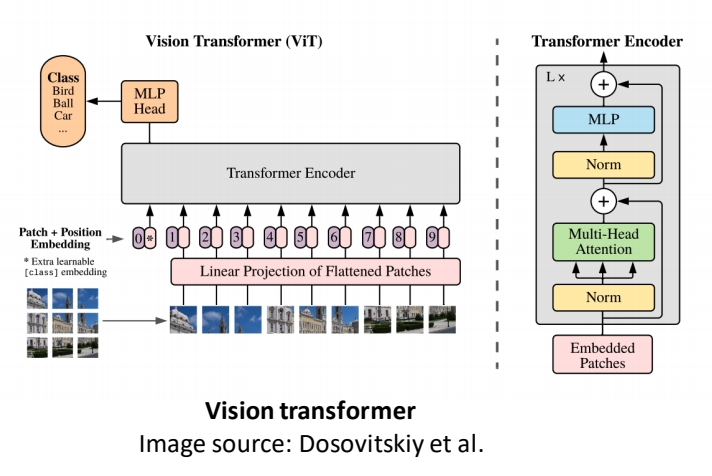 Vision Transformer (ViT)
Class
Bird
Ball
Car
...
MLP
Head
Transformer Encoder
Patch + Position
Embedding
* Extra learnable
[class] embedding
0 * 1 2 3 4 5 6 7 8 9
Linear Projection of Flattened Patches
Transformer Encoder
L x
+
MLP
Norm
+
Multi-Head
Attention
Norm
Embedded
Patches
Vision transformer
Image source: Dosovitskiy et al.